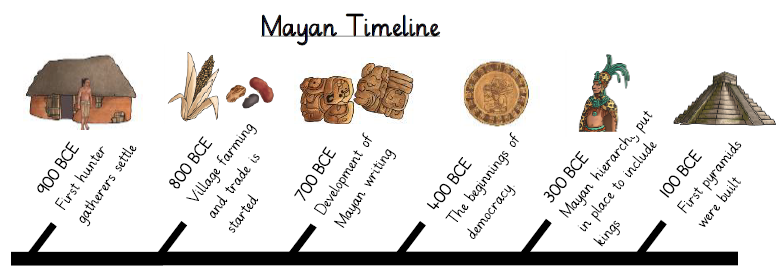 Mayan Timeline
900 BCE
First hunter
gatherers settle
800 BCE
Village farming
and trade is
started
700 BCE
Development of
Mayan writing
400 BCE
The beginnings of
democracy
300 BCE
Mayan hierarchy put
in place to include
kings
100 BCE
First pyramids
were built